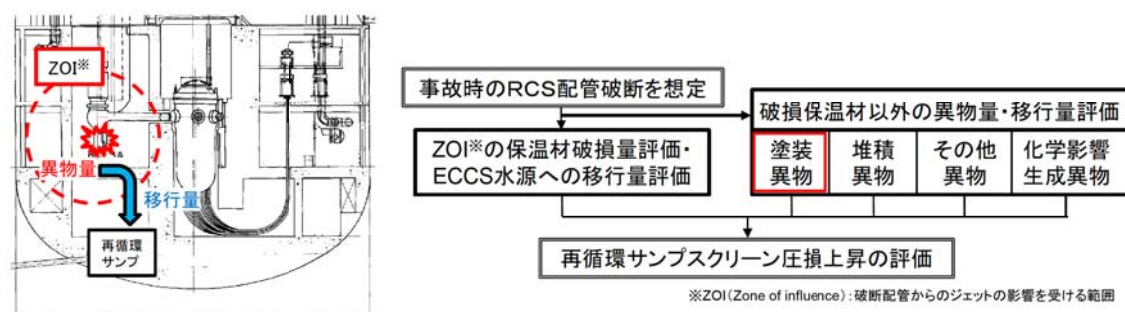 ZOI※
異物量
移行量
再循環
サンプ
事故時のRCS配管破断を想定
ZOI※の保温材破損量評価・
ECCS水源への移行量評価
破損保温材以外の異物量・移行量評価
塗装
異物
堆積
異物
その他
異物
化学影響
生成異物
再循環サンプスクリーン圧損上昇の評価
※ZOI(Zone of influence):破断配管からのジェットの影響を受ける範囲